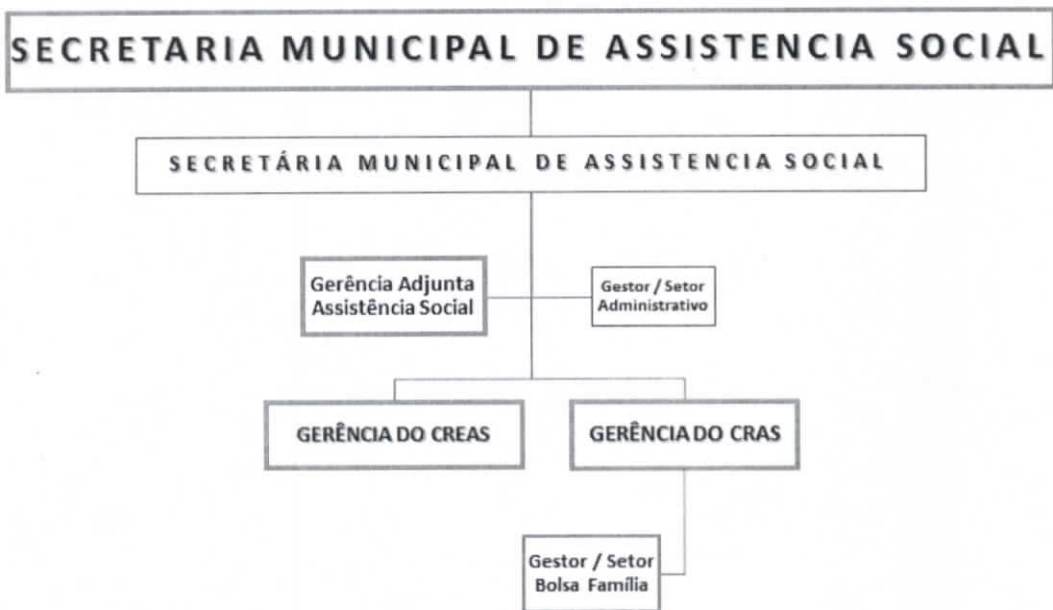 SECRETARIA MUNICIPAL DE ASSISTENCIA SOCIAL
SECRETÁRIA MUNICIPAL DE ASSISTENCIA SOCIAL
Gerência Adjunta
Assistência Social
Gestor / Setor
Administrativo
GERÊNCIA DO CREAS
GERÊNCIA DO CRAS
Gestor / Setor
Bolsa Família